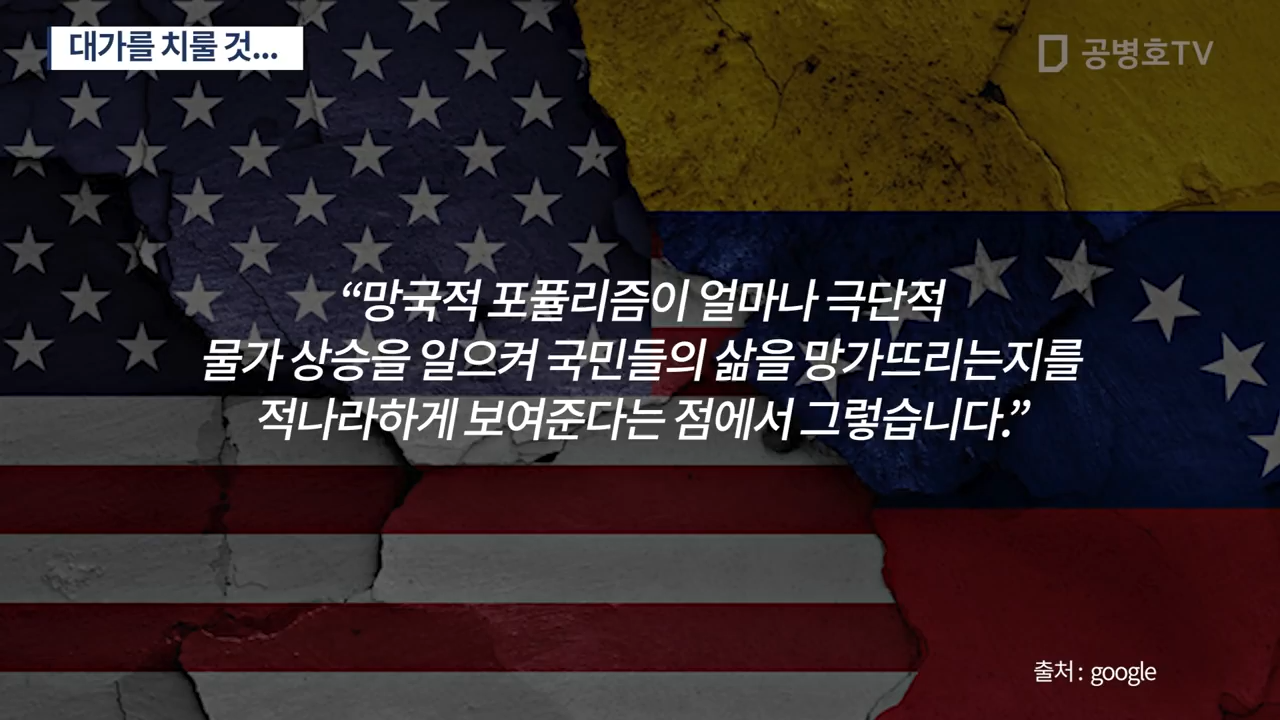 대가를 치룰 것...
공병호TV
“망국적 포퓰리즘이 얼마나 극단적
물가 상승을 일으켜 국민들의 삶을 망가뜨리는지를
적나라하게 보여준다는 점에서 그렇습니다.”
출처 : google